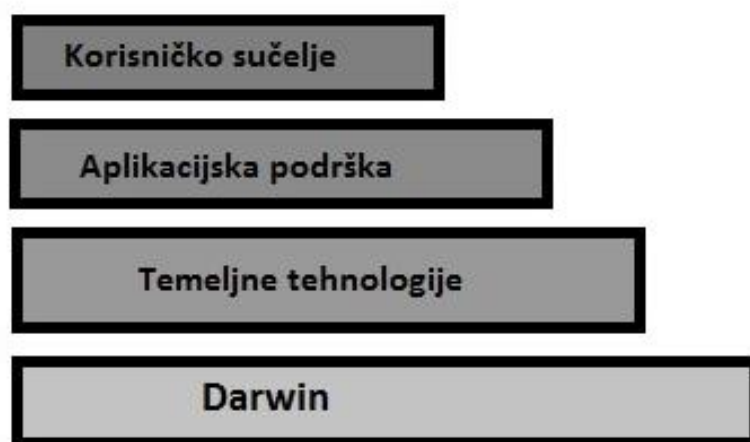 Korisničko sučelje
Aplikacijska podrška
Temeljne tehnologije
Darwin